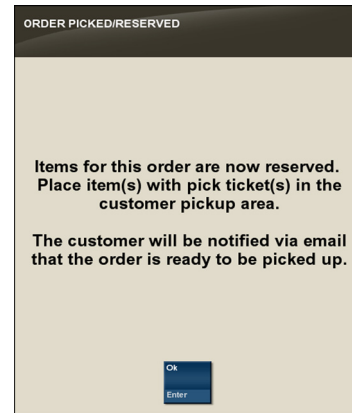 ORDER PICKED/RESERVED
Items for this order are now reserved.
Place item(s) with pick ticket(s) in the
customer pickup area.
The customer will be notified via email
that the order is ready to be picked up.
Ok
Enter